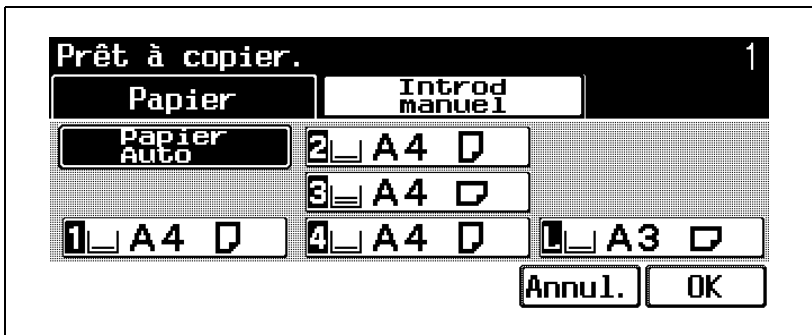 Prêt à copier. 1
Papier
Introd
manuel
Papier
Auto
2 A4
3 A4
1 A4
4 A4
L A3
Annul. OK